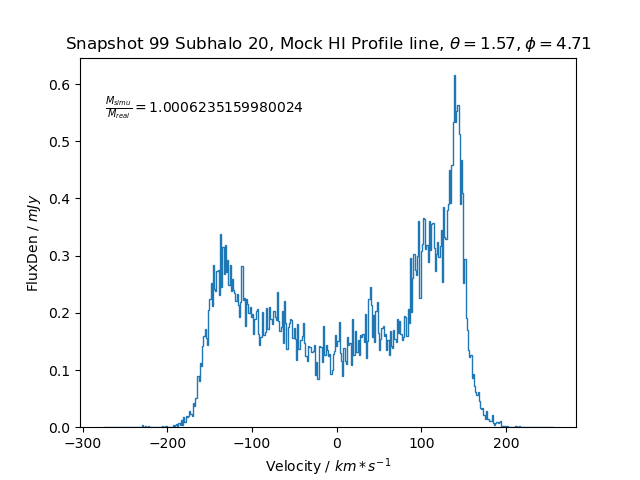 Snapshot 99 Subhalo 20, Mock HI Profile line, θ = 1.57, ϕ = 4.71
M_simu/M_real = 1.0006235159980024
FluxDen / mJy
0.6
0.5
0.4
0.3
0.2
0.1
0.0
−300 −200 −100 0 100 200
Velocity / km * s⁻¹